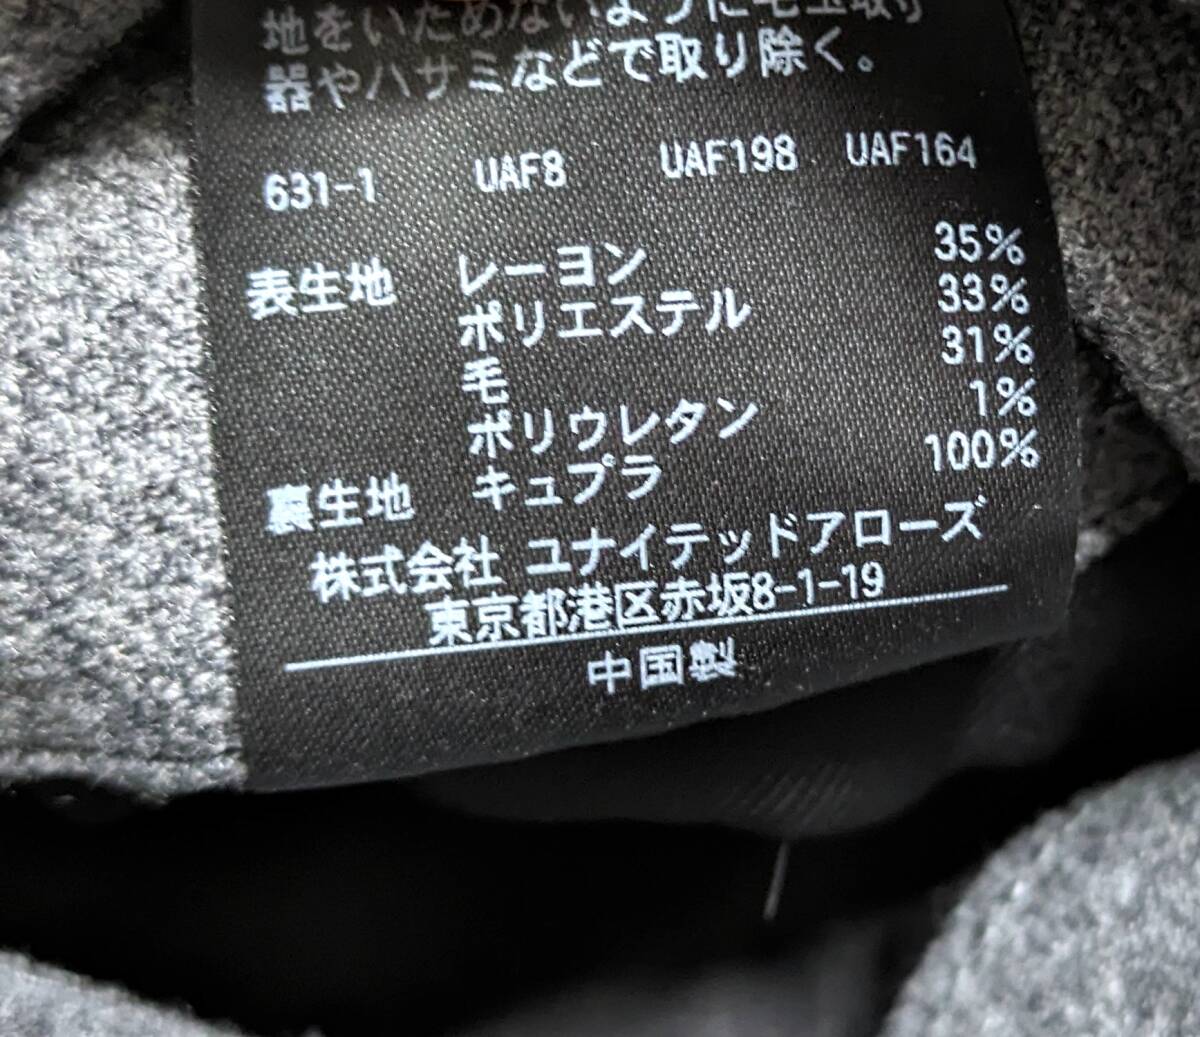 地をいためないように毛玉取り
器やハサミなどで取り除く。
631-1 UAF8 UAF198 UAF164
表生地 レーヨン 35%
ポリエステル 33%
毛 31%
ポリウレタン 1%
裏生地 キュプラ 100%
株式会社 ユナイテッドアローズ
東京都港区赤坂8-1-19
中国製